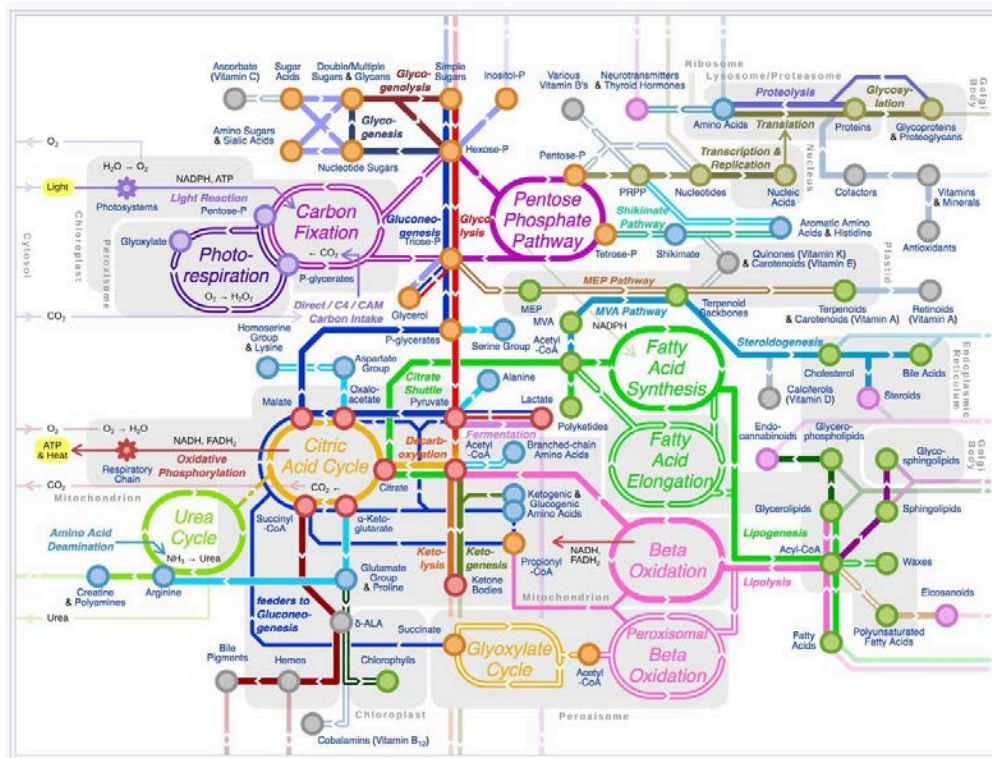 Ascorbate
(Vitamin C)
Sugar
Acids
Double/Multiple
Sugars & Glycans
Glyco-
genolysis
Simple
Sugars
Inositol-P
Amino Sugars
& Sialic Acids
Glyco-
genesis
Nucleotide Sugars
Hexose-P
Various
Vitamin B's
Neurotransmitters
& Thyroid Hormones
Ribosome
Lysosome/Proteasome
Proteolysis
Amino Acids
Translation
Proteins
Glycosy-
lation
Glycoproteins
& Proteoglycans
Golgi
Body
Transcription &
Replication
Nucleus
Pentose-P
PRPP
Nucleotides
Nucleic
Acids
Cofactors
Vitamins
& Minerals
Antioxidants
O₂
H₂O → O₂
Light
Photosystems
NADPH, ATP
Light Reaction
Pentose-P
Carbon
Fixation
← CO₂
Gluconeo-
genesis
Glyco
lysis
Triose-P
Pentose
Phosphate
Pathway
Tetrose-P
Shikimate
Pathway
Shikimate
Aromatic Amino
Acids & Histidine
Cytosol
Chloroplast
Peroxisome
Glyoxylate
Photo-
respiration
O₂ → H₂O₂
P-glycerates
Quinones (Vitamin K)
& Carotenoids (Vitamin E)
Plastid
CO₂
Direct / C4 / CAM
Carbon Intake
Glycerol
MEP Pathway
MEP
MVA Pathway
Terpenoid
Backbones
Terpenoids
& Carotenoids (Vitamin A)
Retinoids
(Vitamin A)
Homoserine
Group
& Lysine
P-glycerates
Serine Group
MVA
Acetyl
-CoA
NADPH
Steroidogenesis
Aspartate
Group
Citrate
Shuttle
Alanine
Fatty
Acid
Synthesis
Cholesterol
Bile Acids
Calciferols
(Vitamin D)
Steroids
Endoplasmic
Reticulum
Malate
Oxalo-
acetate
Pyruvate
Lactate
Polyketides
Fermentation
O₂
O₂ → H₂O
ATP
& Heat
NADH, FADH₂
Oxidative
Phosphorylation
Respiratory
Chain
Citric
Acid Cycle
CO₂ ←
Decarb-
oxylation
Acetyl
-CoA
Branched-chain
Amino Acids
Citrate
Fatty
Acid
Elongation
Endo-
cannabinoids
Glycero-
phospholipids
Glyco-
sphingolipids
Golgi
Body
CO₂
Mitochondrion
Succinyl
-CoA
α-Keto-
glutarate
Ketogenic &
Glucogenic
Amino Acids
Glycerolipids
Sphingolipids
Urea
Cycle
Amino Acid
Deamination
NH₃ → Urea
Keto-
lysis
Keto-
genesis
Propionyl
-CoA
NADH,
FADH₂
Beta
Oxidation
Lipogenesis
Acyl-CoA
Lipolysis
Waxes
Creatine
& Polyamines
Arginine
Glutamate
Group
& Proline
Ketone
Bodies
Mitochondrion
Eicosanoids
Urea
feeders to
Gluconeo-
genesis
δ-ALA
Succinate
Glyoxylate
Cycle
Acetyl
-CoA
Peroxisomal
Beta
Oxidation
Fatty
Acids
Polyunsaturated
Fatty Acids
Bile
Pigments
Hemes
Chlorophylls
Chloroplast
Peroxisome
Cobalamins (Vitamin B₁₂)